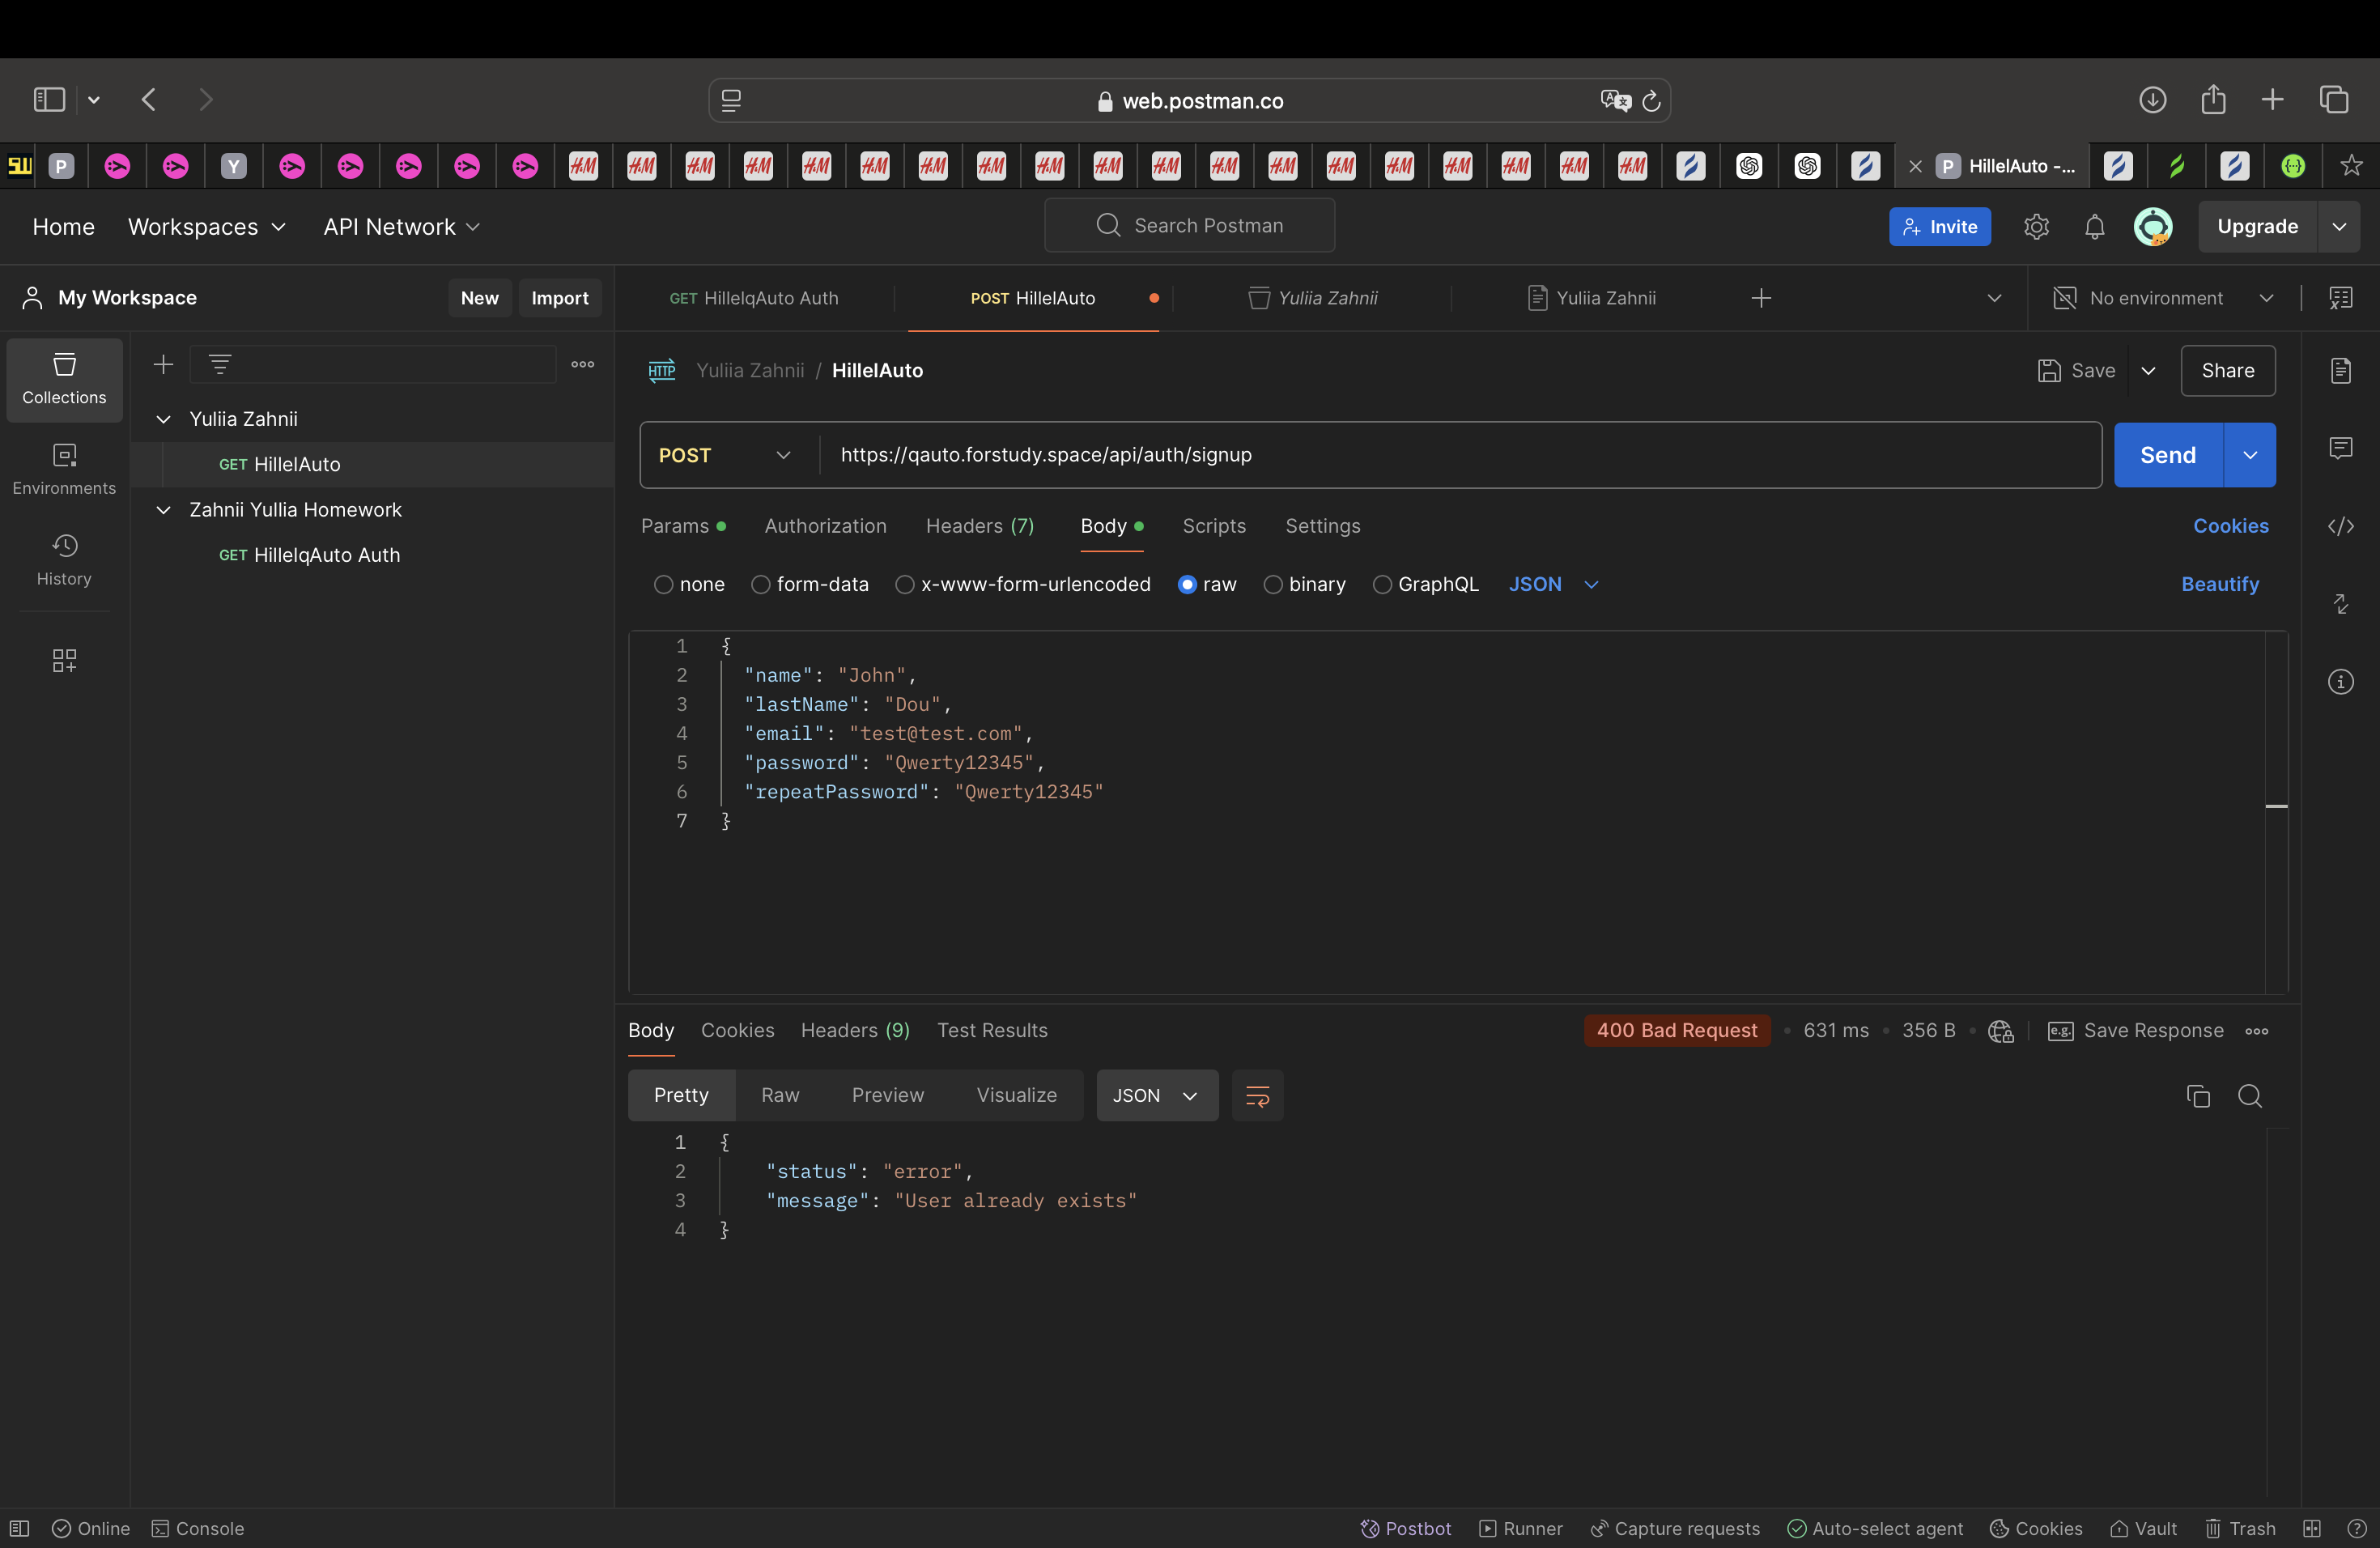 web.postman.co
HillelAuto -...
Home Workspaces API Network Search Postman Invite Upgrade
My Workspace New Import GET HillelqAuto Auth POST HillelAuto Yuliia Zahnii Yuliia Zahnii No environment
Collections
Environments
History
Yuliia Zahnii
GET HillelAuto
Zahnii Yullia Homework
GET HillelqAuto Auth
HTTP Yuliia Zahnii / HillelAuto Save Share
POST https://qauto.forstudy.space/api/auth/signup Send
Params Authorization Headers (7) Body Scripts Settings Cookies
none form-data x-www-form-urlencoded raw binary GraphQL JSON Beautify
1 {
2 "name": "John",
3 "lastName": "Dou",
4 "email": "test@test.com",
5 "password": "Qwerty12345",
6 "repeatPassword": "Qwerty12345"
7 }
Body Cookies Headers (9) Test Results 400 Bad Request • 631 ms • 356 B • e.g. Save Response
Pretty Raw Preview Visualize JSON
1 {
2 "status": "error",
3 "message": "User already exists"
4 }
Online Console Postbot Runner Capture requests Auto-select agent Cookies Vault Trash